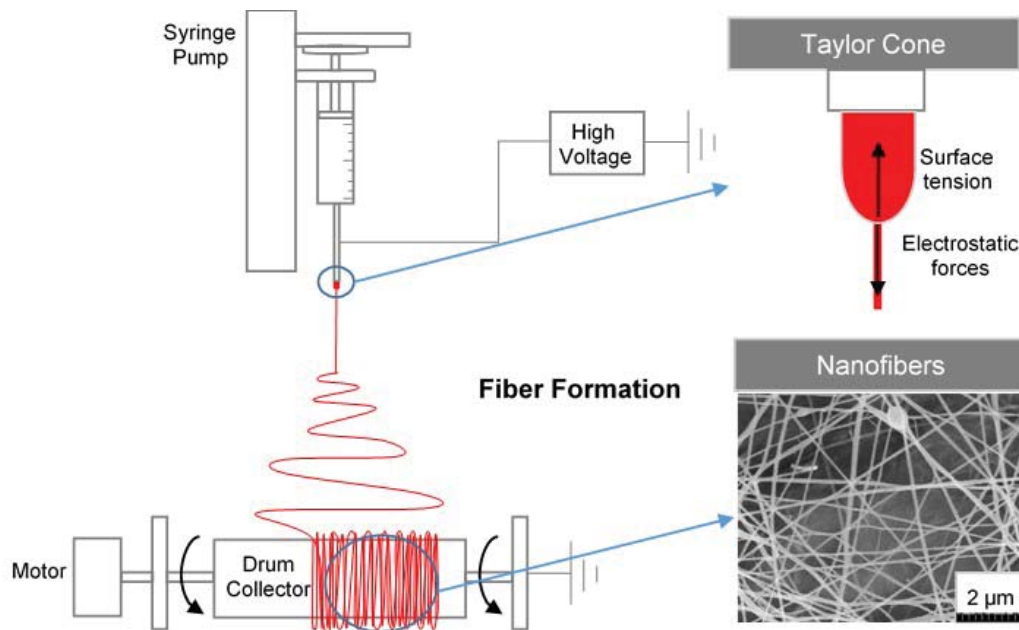 Syringe
Pump
High
Voltage
Taylor Cone
Surface
tension
Electrostatic
forces
Fiber Formation
Nanofibers
Motor
Drum
Collector
2 µm